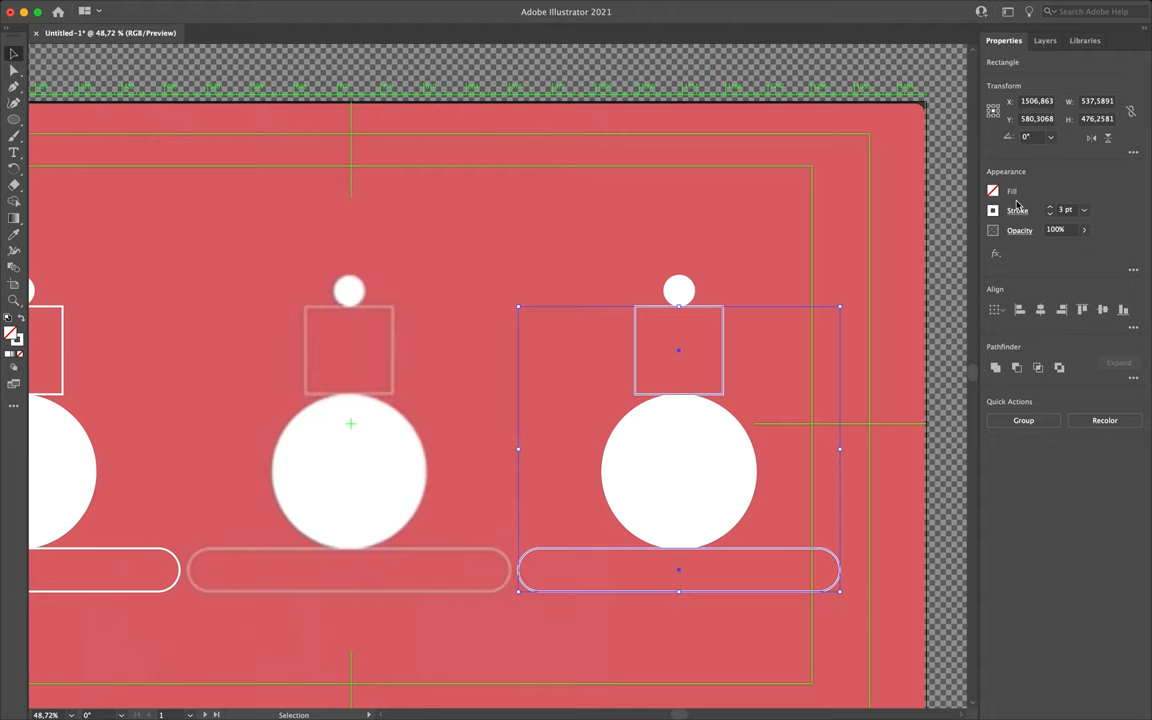 Adobe Illustrator 2021
Search Adobe Help
Untitled-1* @ 48,72 % (RGB/Preview)
Properties
Layers
Libraries
Rectangle
Transform
X: 1506,863
W: 537,5891
Y: 580,3068
H: 476,2581
0°
Appearance
Fill
Stroke
3 pt
Opacity
100%
fx.
Align
Pathfinder
Expand
Quick Actions
Group
Recolor
48,72%
0°
1
Selection